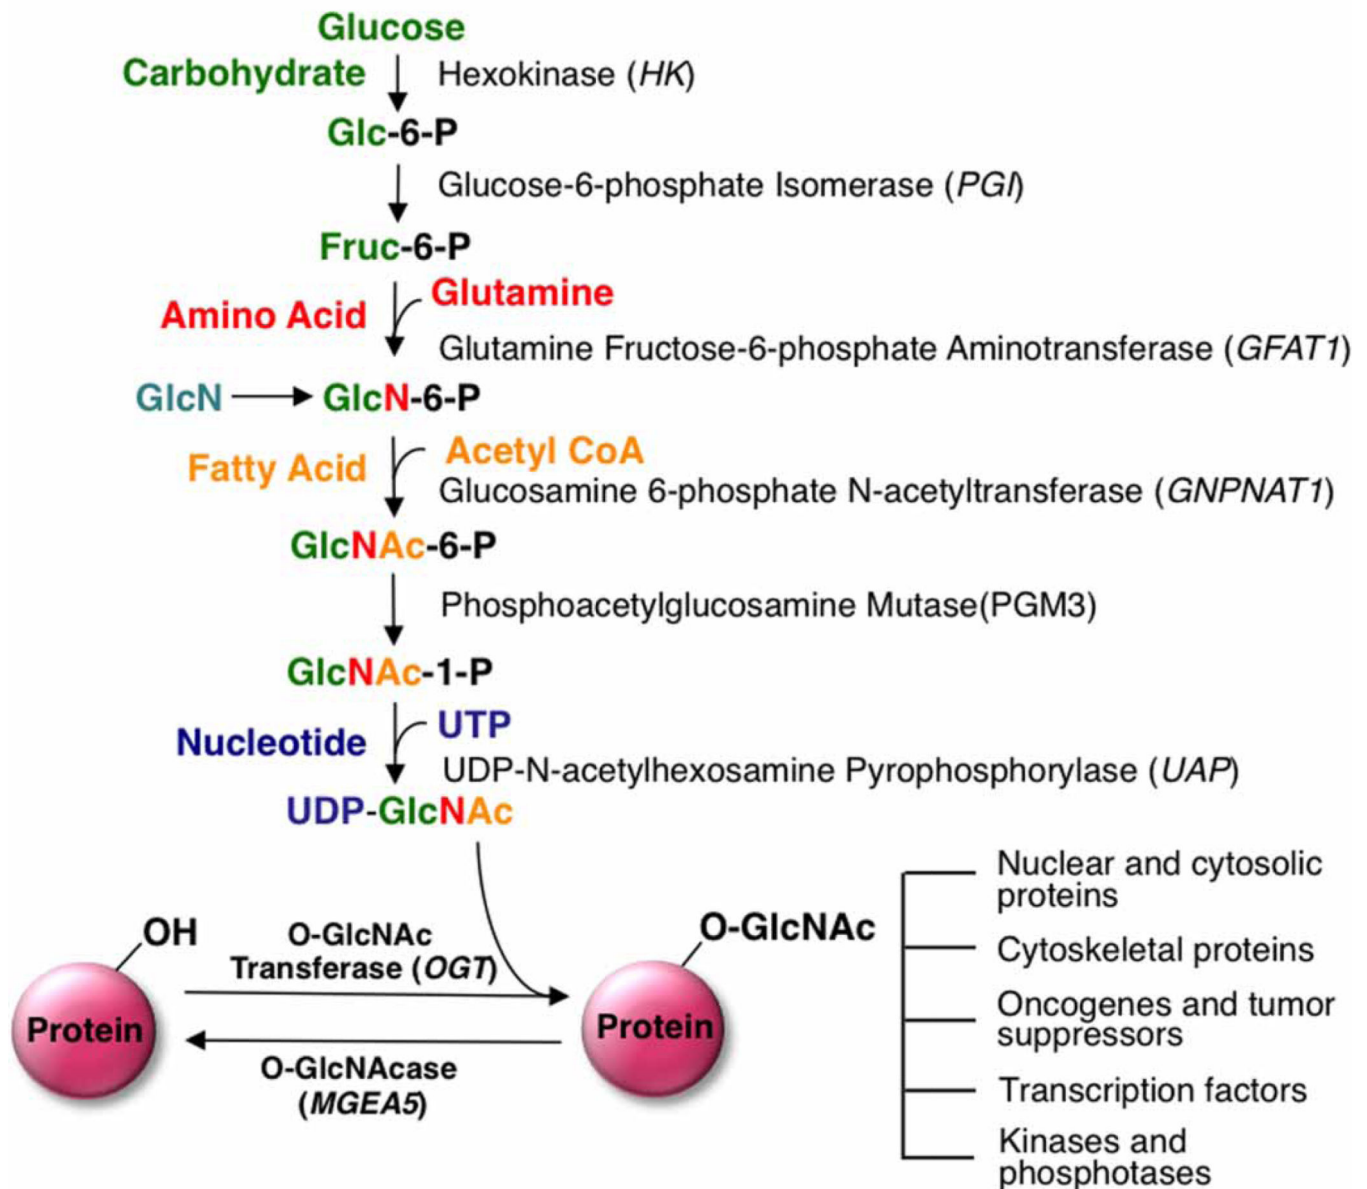 Glucose
Carbohydrate
Hexokinase (HK)
Glc-6-P
Glucose-6-phosphate Isomerase (PGI)
Fruc-6-P
Glutamine
Amino Acid
Glutamine Fructose-6-phosphate Aminotransferase (GFAT1)
GlcN
GlcN-6-P
Acetyl CoA
Fatty Acid
Glucosamine 6-phosphate N-acetyltransferase (GNPNAT1)
GlcNAc-6-P
Phosphoacetylglucosamine Mutase(PGM3)
GlcNAc-1-P
UTP
Nucleotide
UDP-N-acetylhexosamine Pyrophosphorylase (UAP)
UDP-GlcNAc
OH
Protein
O-GlcNAc
Transferase (OGT)
O-GlcNAcase
(MGEA5)
O-GlcNAc
Protein
Nuclear and cytosolic
proteins
Cytoskeletal proteins
Oncogenes and tumor
suppressors
Transcription factors
Kinases and
phosphotases